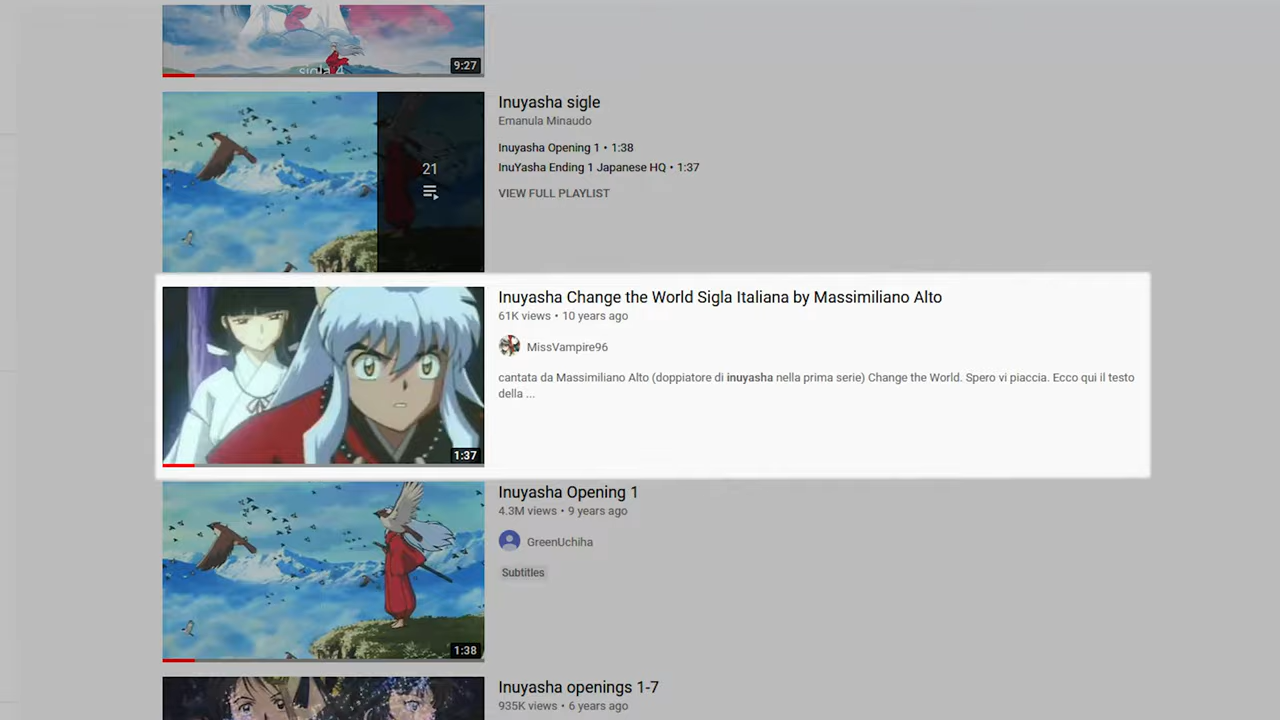 sigla 4
9:27
Inuyasha sigle
Emanula Minaudo
Inuyasha Opening 1 • 1:38
InuYasha Ending 1 Japanese HQ • 1:37
VIEW FULL PLAYLIST
21
Inuyasha Change the World Sigla Italiana by Massimiliano Alto
61K views • 10 years ago
MissVampire96
cantata da Massimiliano Alto (doppiatore di inuyasha nella prima serie) Change the World. Spero vi piaccia. Ecco qui il testo
della ...
1:37
Inuyasha Opening 1
4.3M views • 9 years ago
GreenUchiha
Subtitles
1:38
Inuyasha openings 1-7
935K views • 6 years ago